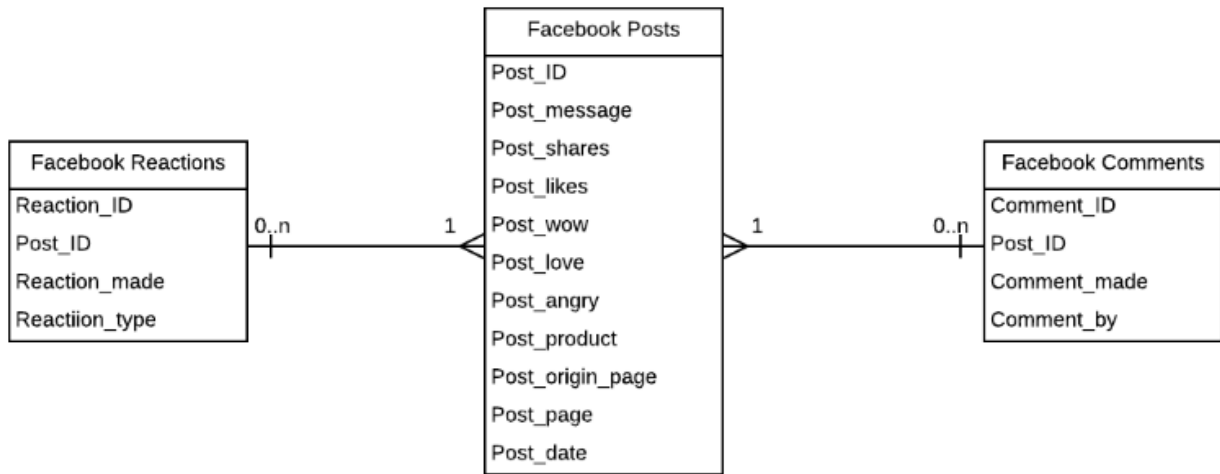 Facebook Reactions
Reaction_ID
Post_ID
Reaction_made
Reactiion_type
0..n
1
Facebook Posts
Post_ID
Post_message
Post_shares
Post_likes
Post_wow
Post_love
Post_angry
Post_product
Post_origin_page
Post_page
Post_date
1
0..n
Facebook Comments
Comment_ID
Post_ID
Comment_made
Comment_by